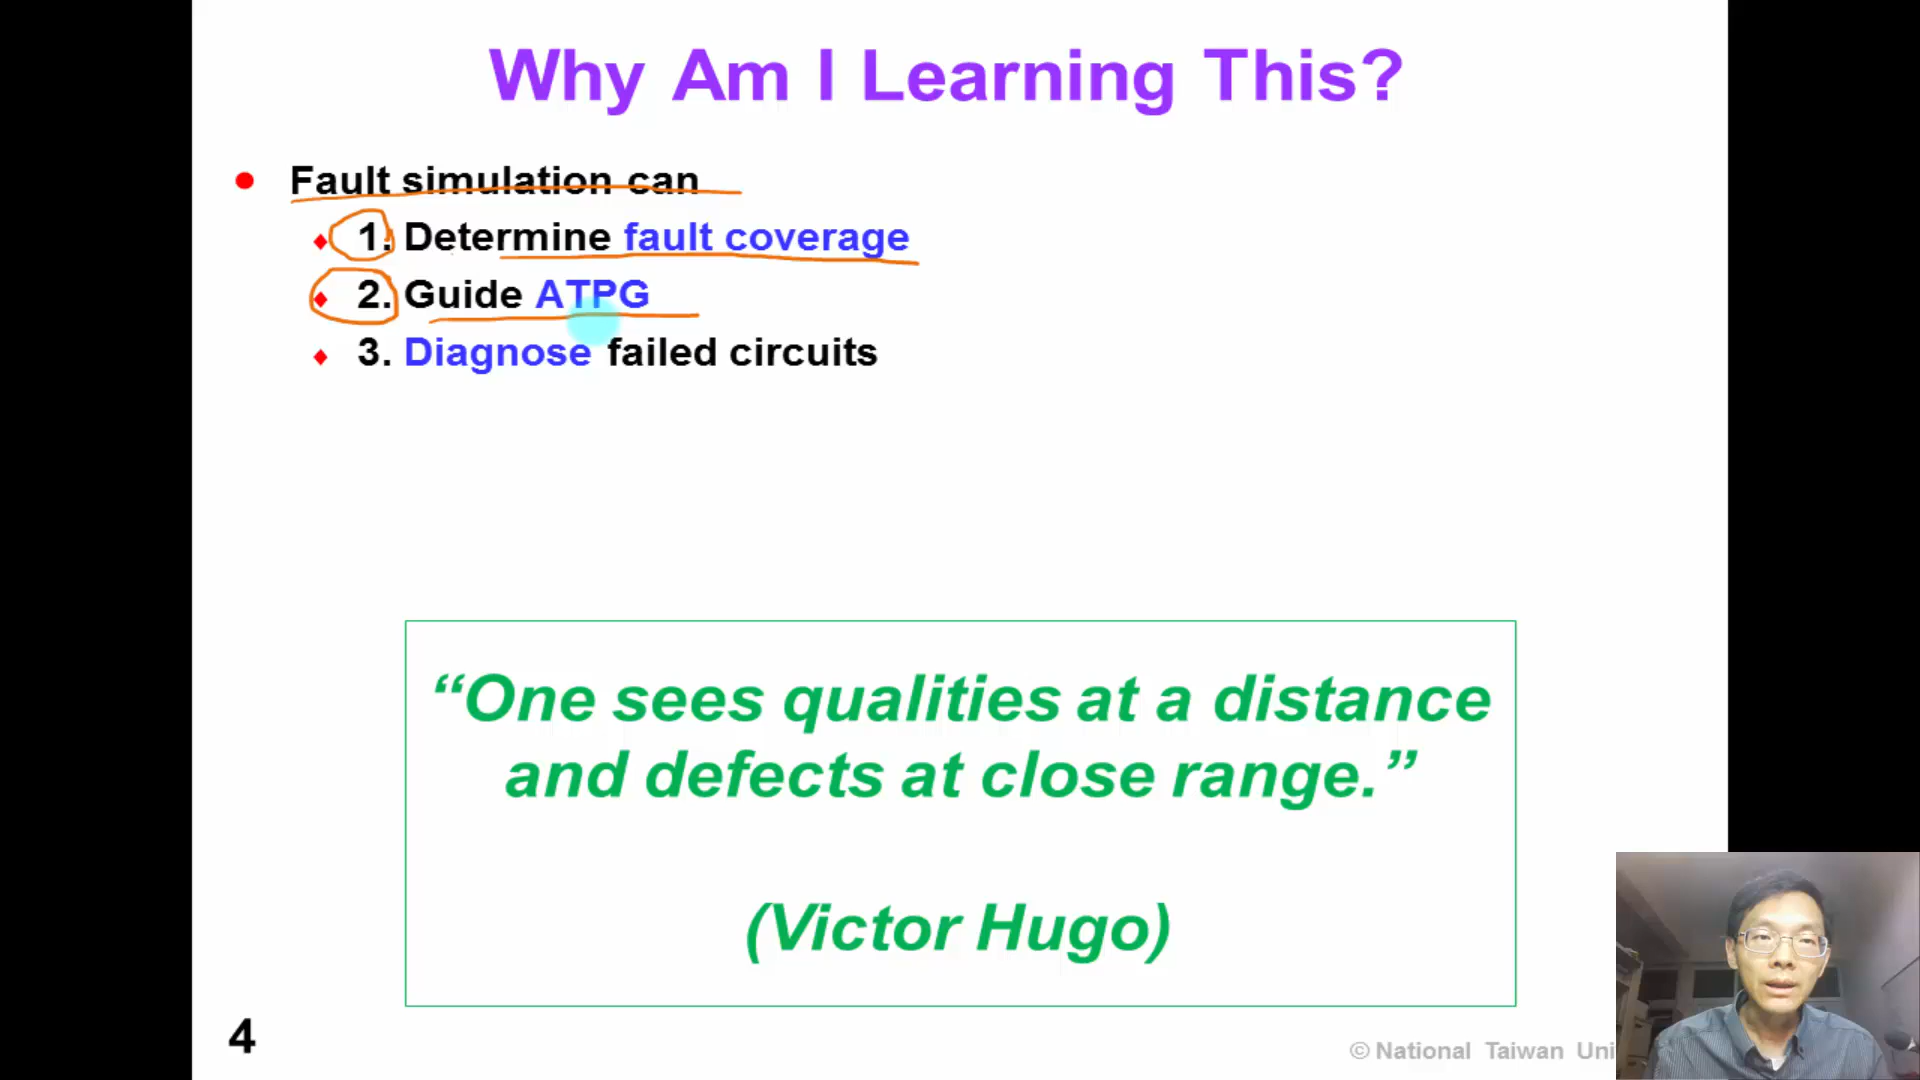 Why Am I Learning This?
Fault simulation can
1. Determine fault coverage
2. Guide ATPG
3. Diagnose failed circuits
“One sees qualities at a distance
and defects at close range.”
(Victor Hugo)
4
© National Taiwan